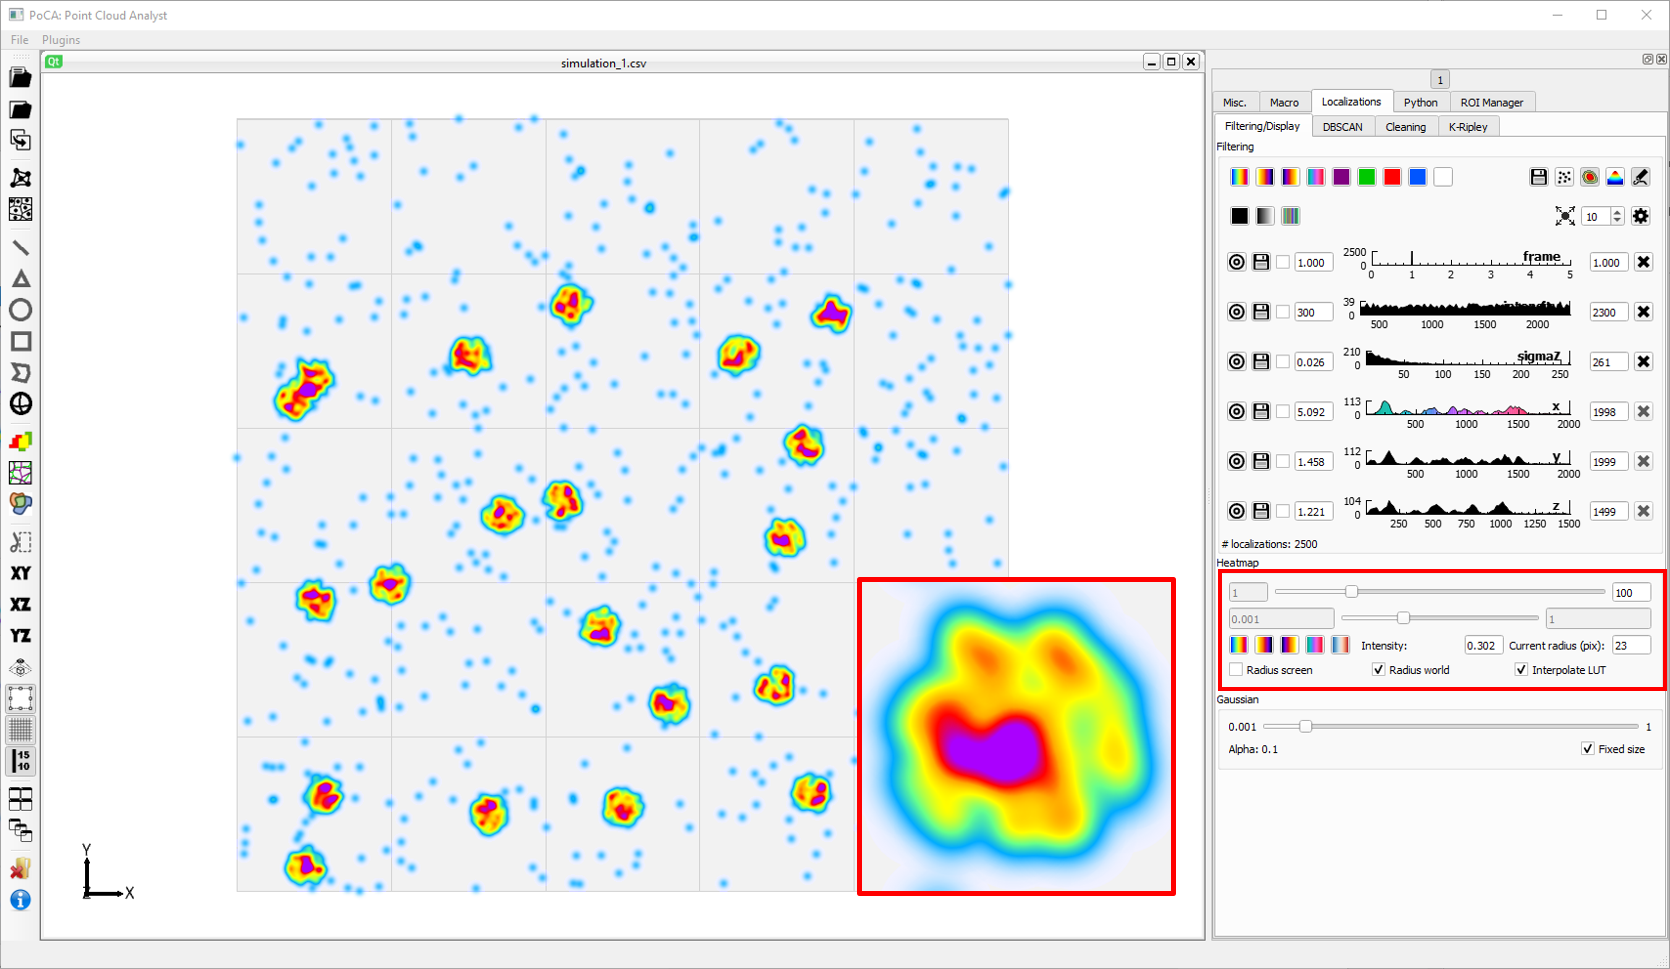 PoCA: Point Cloud Analyst
File Plugins
Qt simulation_1.csv
1
Misc. Macro Localizations Python ROI Manager
Filtering/Display DBSCAN Cleaning K-Ripley
Filtering
10
1.000 2500 0 frame 0 1 2 3 4 5 1.000
300 39 0 500 1000 1500 2000 2300
0.026 210 0 sigmaZ 50 100 150 200 250 261
5.092 113 0 x 500 1000 1500 2000 1998
1.458 112 0 y 500 1000 1500 2000 1999
1.221 104 0 z 250 500 750 1000 1250 1500 1499
# localizations: 2500
Heatmap
1 100
0.001 1
Intensity: 0.302 Current radius (pix): 23
Radius screen Radius world Interpolate LUT
Gaussian
0.001 1
Alpha: 0.1 Fixed size
15
10
XY
XZ
YZ
Y
Z X